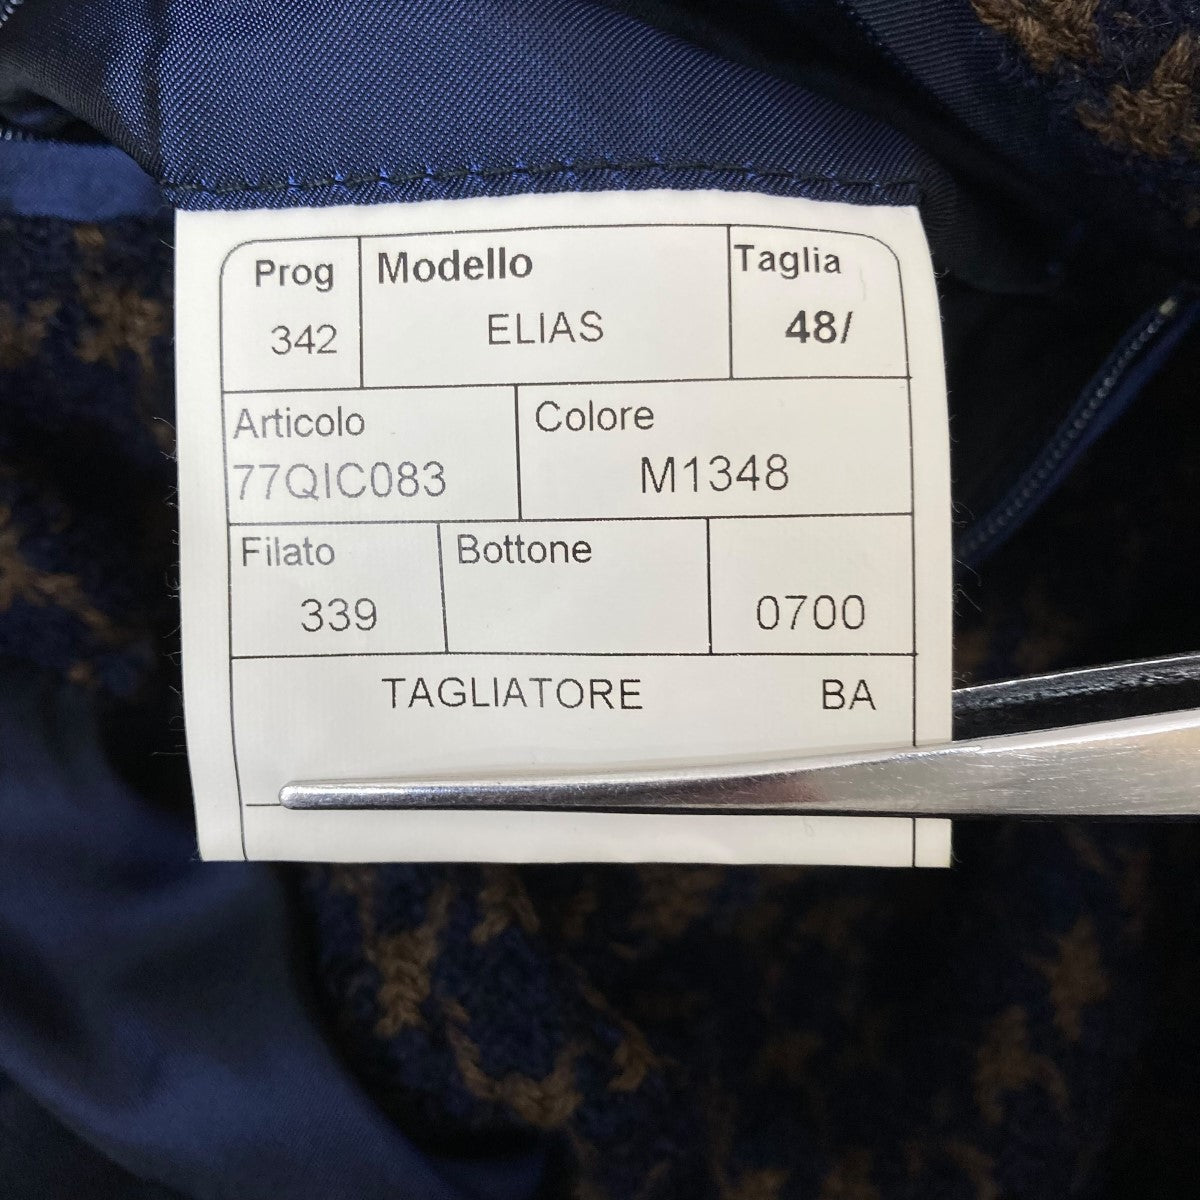 Prog Modello Taglia
342 ELIAS 48/
Articolo Colore
77QIC083 M1348
Filato Bottone
339 0700
TAGLIATORE BA